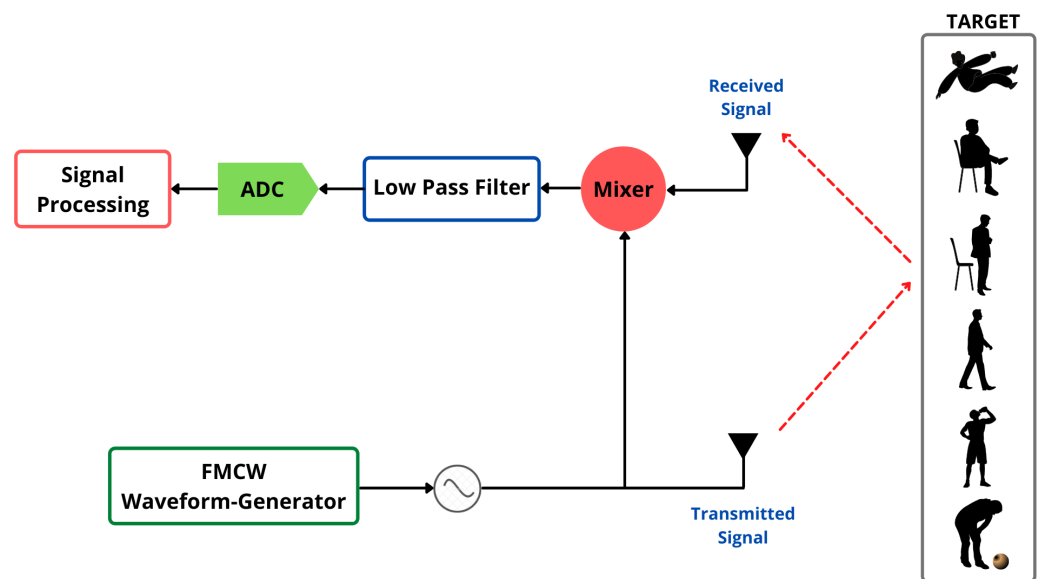 TARGET
Received
Signal
Signal
Processing
ADC
Low Pass Filter
Mixer
FMCW
Waveform-Generator
Transmitted
Signal